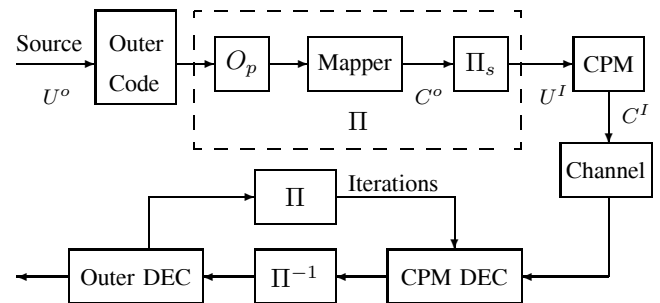 Source
U^o
Outer
Code
O_p
Mapper
C^o
Π_s
Π
U^I
CPM
C^I
Channel
Π
Iterations
Outer DEC
Π^{-1}
CPM DEC